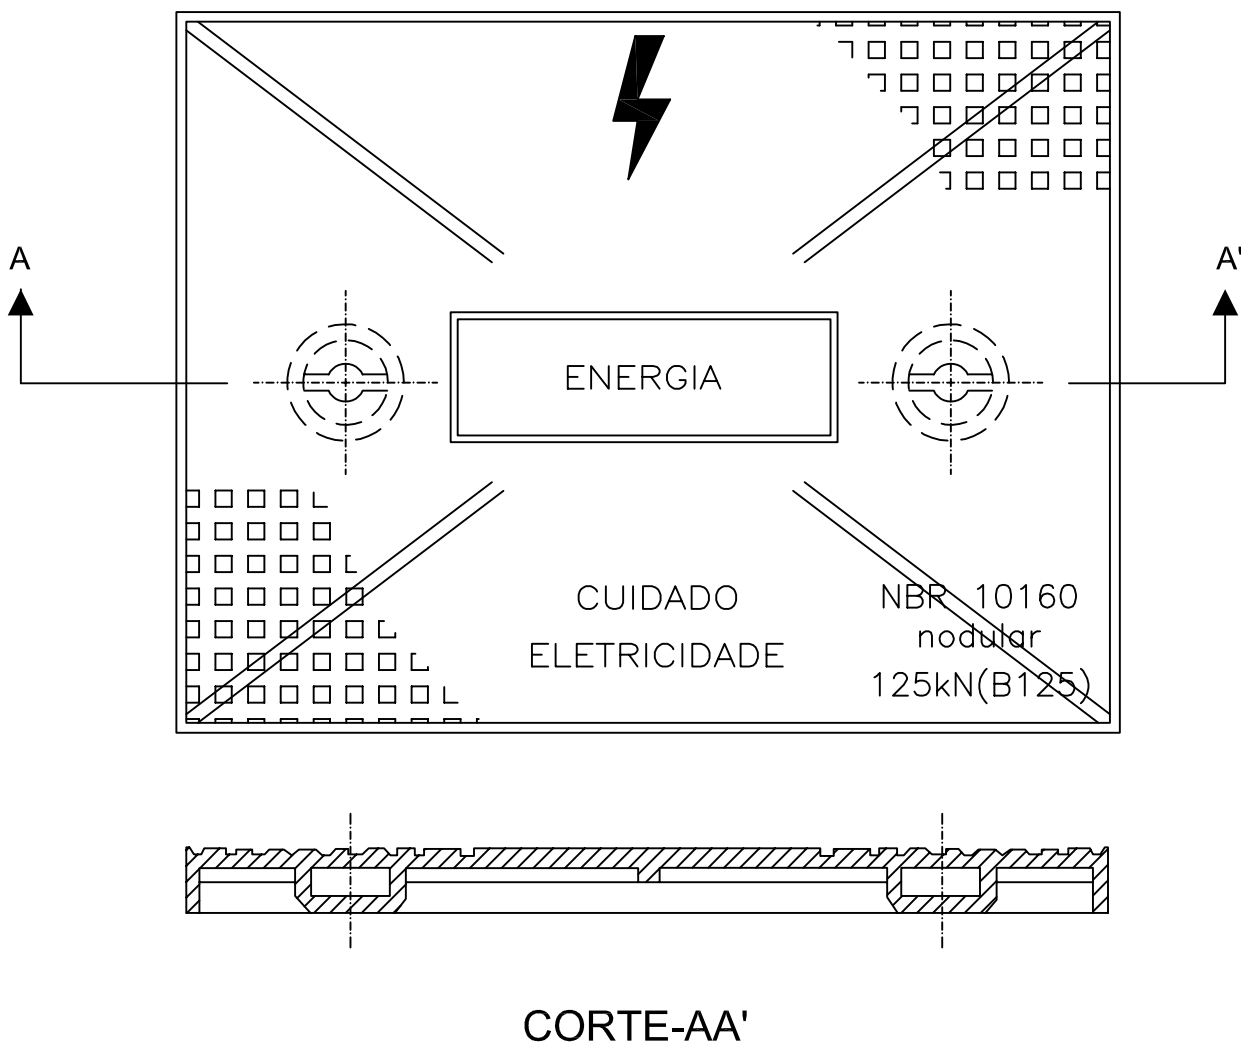 A
A'
ENERGIA
CUIDADO
ELETRICIDADE
NBR 10160
nodular
125kN(B125)
CORTE-AA'